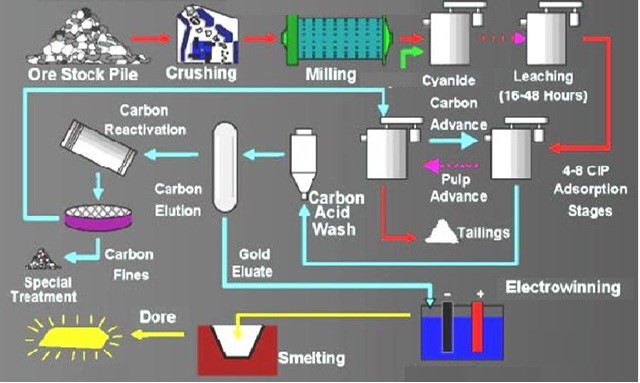 Ore Stock Pile
Crushing
Milling
Cyanide
Leaching
(16-48 Hours)
Carbon
Reactivation
Carbon
Advance
Pulp
Advance
4-8 CIP
Adsorption
Stages
Carbon
Elution
Carbon
Acid
Wash
Tailings
Carbon
Fines
Special
Treatment
Gold
Eluate
Electrowinning
- +
Dore
Smelting